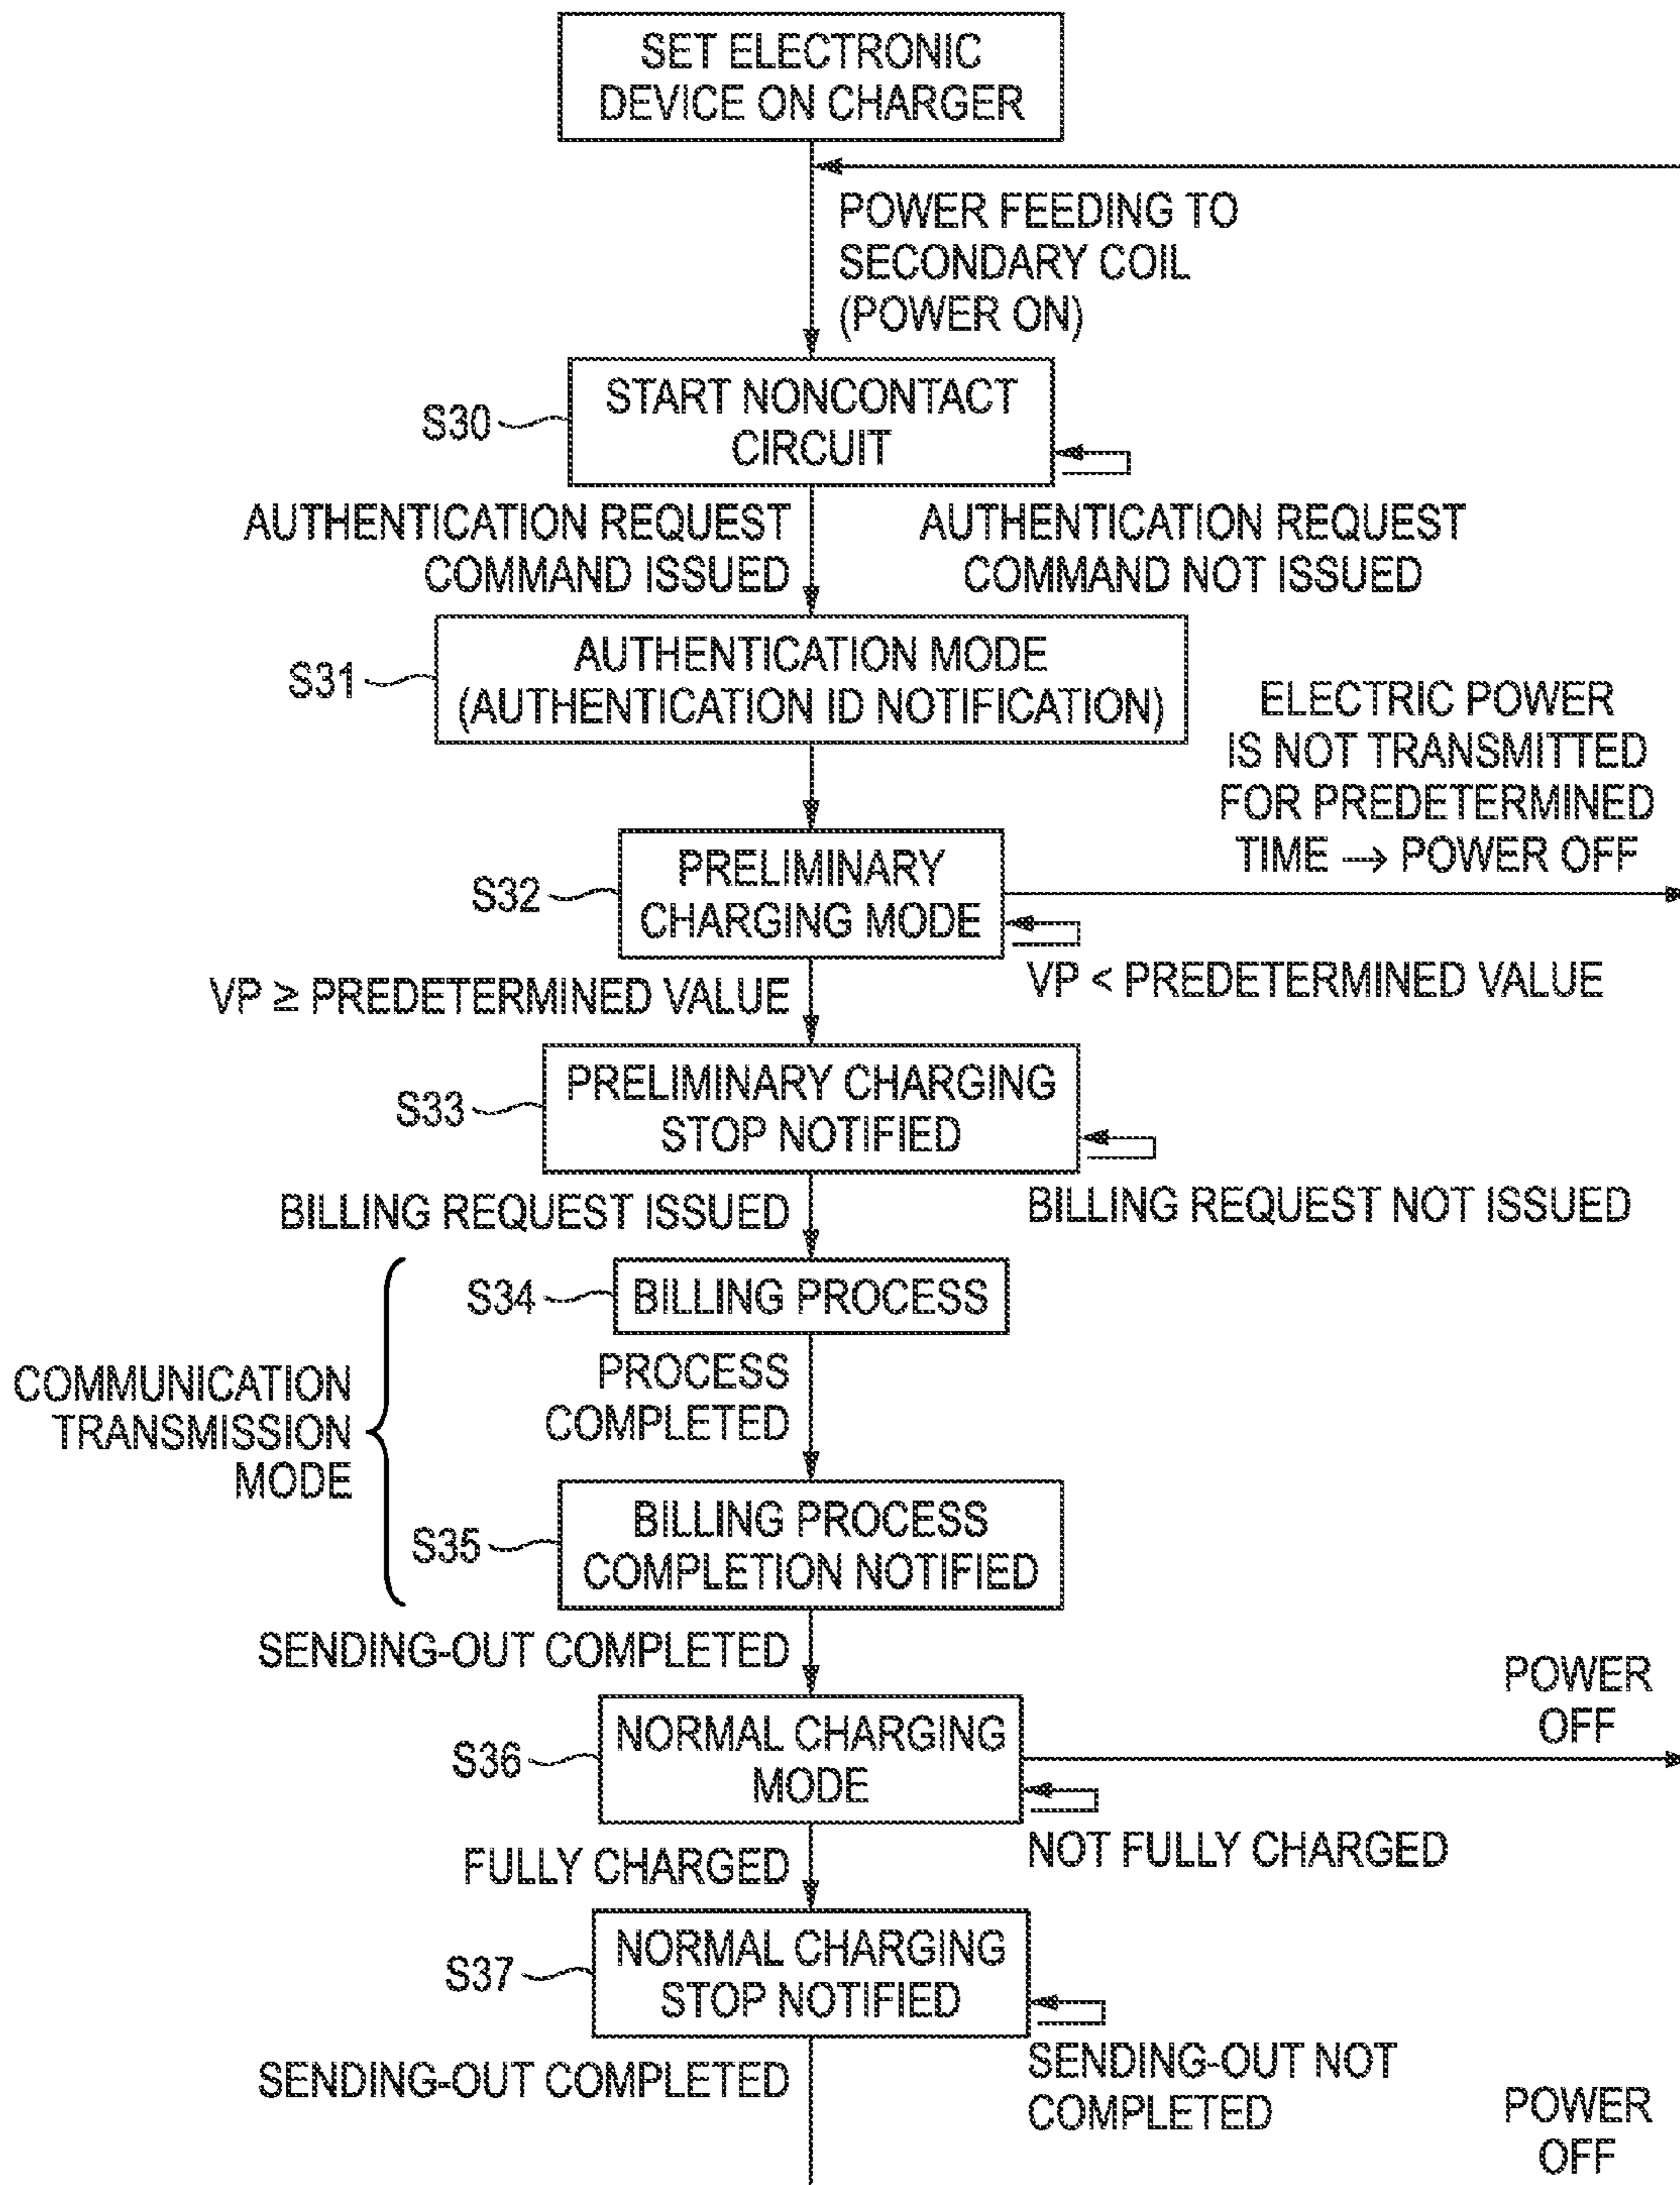 SET ELECTRONIC
DEVICE ON CHARGER
POWER FEEDING TO
SECONDARY COIL
(POWER ON)
S30
START NONCONTACT
CIRCUIT
AUTHENTICATION REQUEST
COMMAND ISSUED
AUTHENTICATION REQUEST
COMMAND NOT ISSUED
S31
AUTHENTICATION MODE
(AUTHENTICATION ID NOTIFICATION)
ELECTRIC POWER
IS NOT TRANSMITTED
FOR PREDETERMINED
TIME → POWER OFF
S32
PRELIMINARY
CHARGING MODE
VP ≥ PREDETERMINED VALUE
VP < PREDETERMINED VALUE
S33
PRELIMINARY CHARGING
STOP NOTIFIED
BILLING REQUEST ISSUED
BILLING REQUEST NOT ISSUED
S34
BILLING PROCESS
COMMUNICATION
TRANSMISSION
MODE
PROCESS
COMPLETED
S35
BILLING PROCESS
COMPLETION NOTIFIED
SENDING-OUT COMPLETED
POWER
OFF
S36
NORMAL CHARGING
MODE
FULLY CHARGED
NOT FULLY CHARGED
S37
NORMAL CHARGING
STOP NOTIFIED
SENDING-OUT COMPLETED
SENDING-OUT NOT
COMPLETED
POWER
OFF